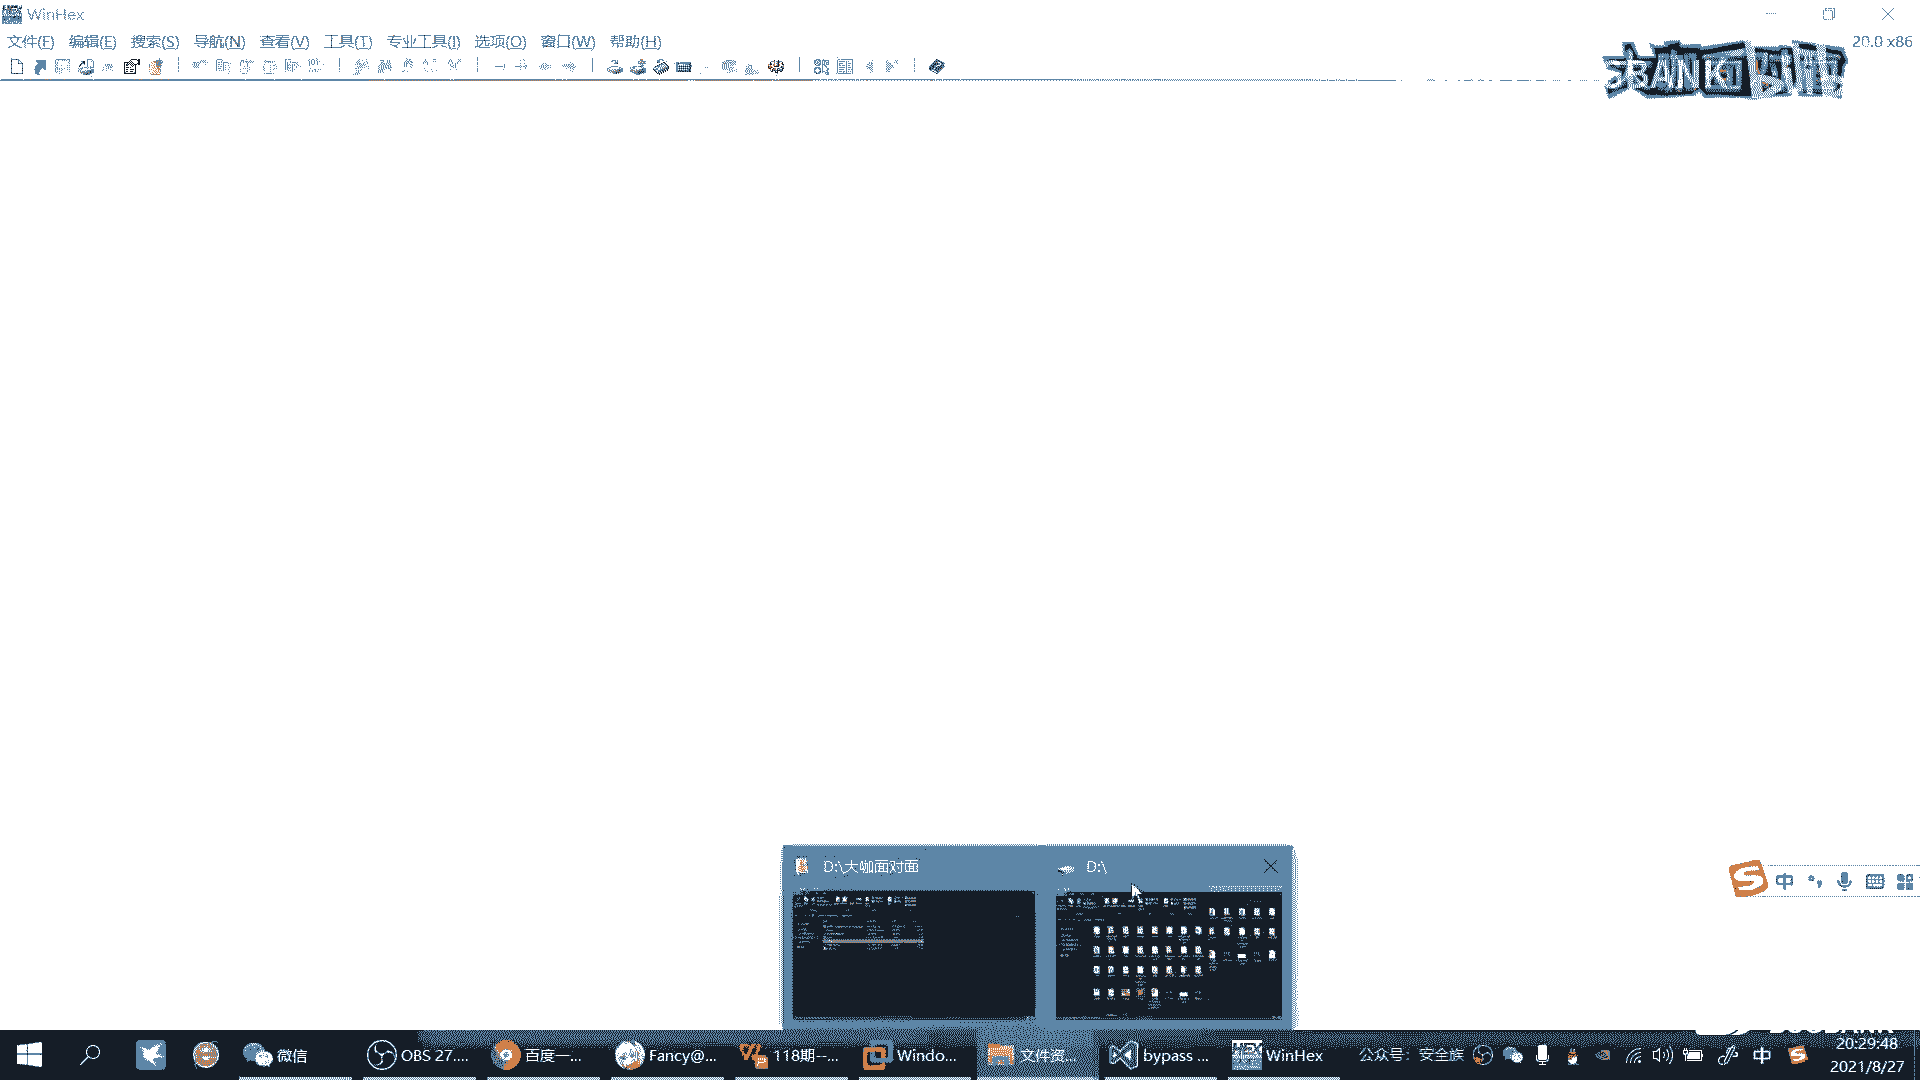 WinHex
文件(F) 编辑(E) 搜索(S) 导航(N) 查看(V) 工具(T) 专业工具(I) 选项(O) 窗口(W) 帮助(H)
20.0 x86
D:\大咖面对面
D:\
中
微信
OBS 27....
百度一...
Fancy@...
118期--...
Windo...
文件资...
bypass ...
WinHex
公众号：安全族
中
20:29:48
2021/8/27